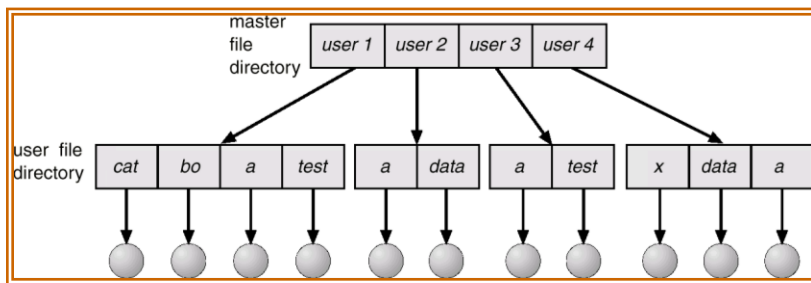 master
file
directory
user 1 user 2 user 3 user 4
user file
directory
cat bo a test a data a test x data a